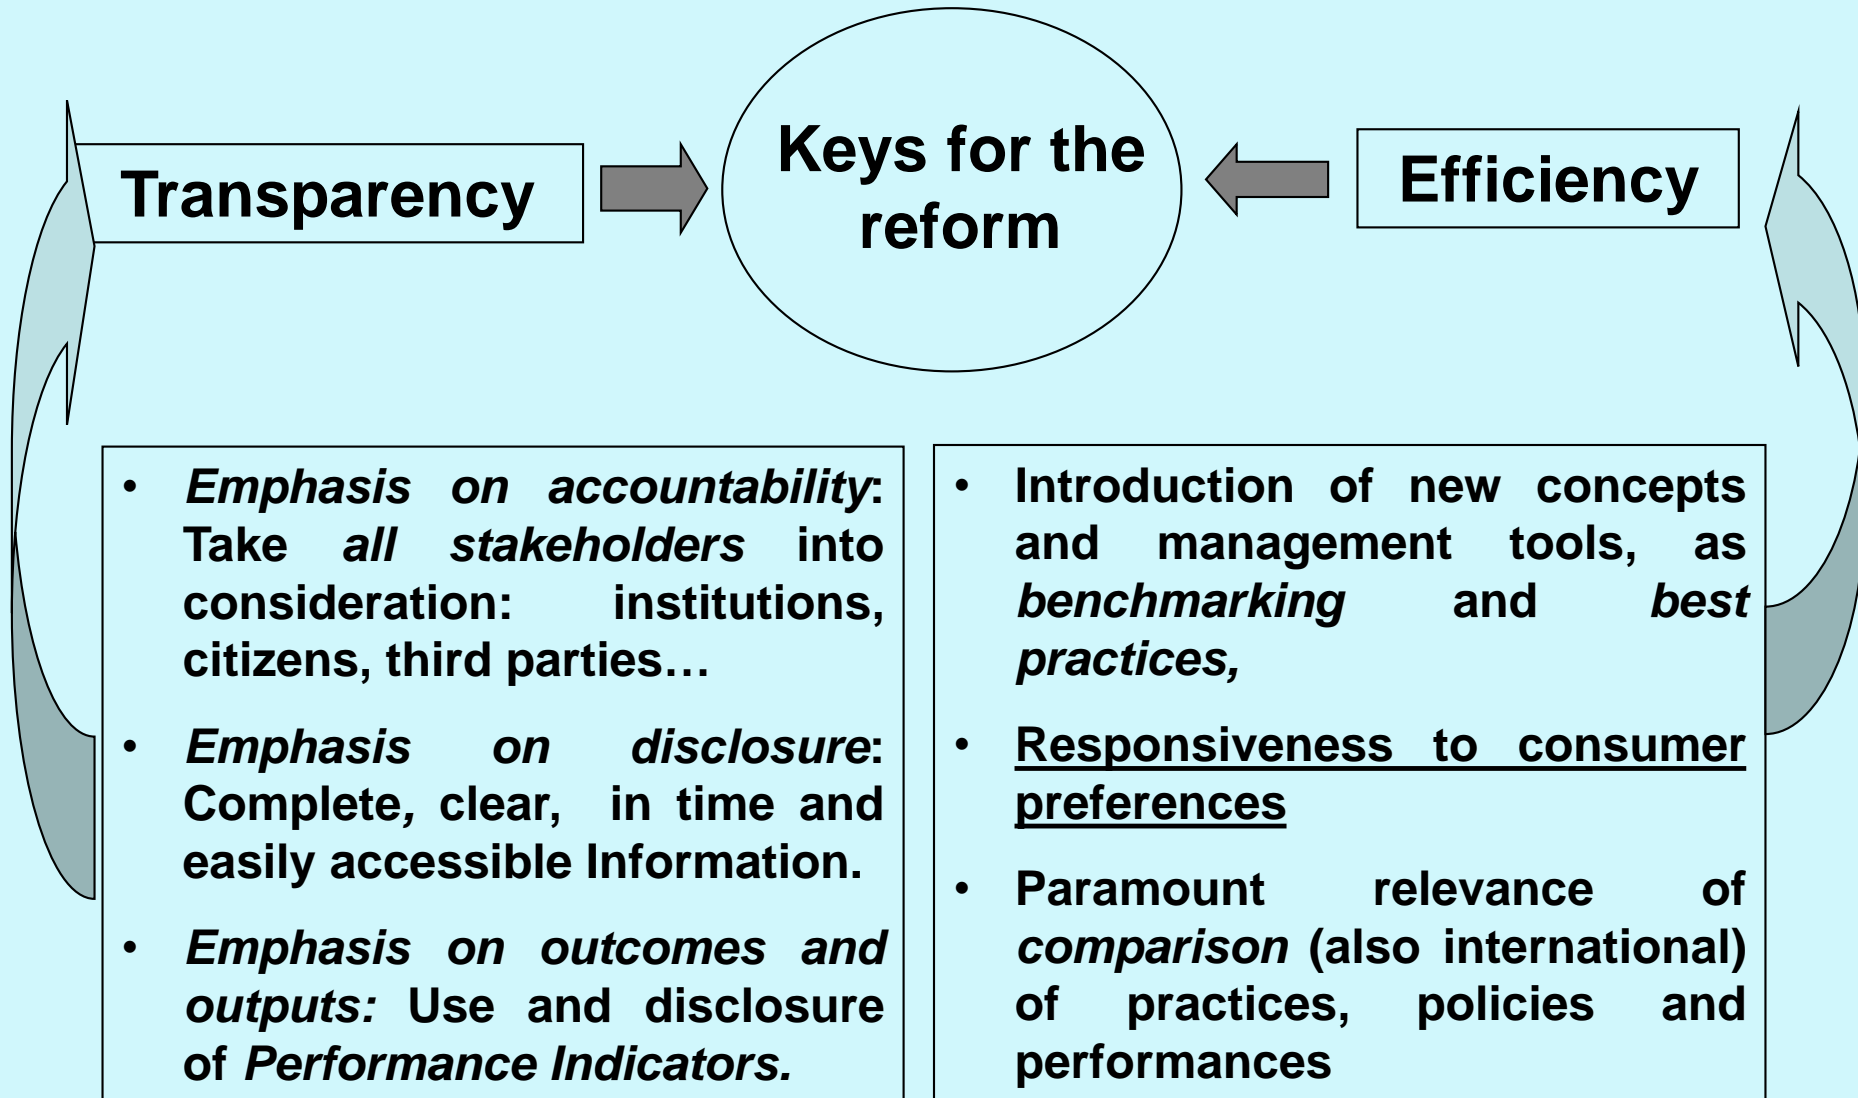 Transparency
Keys for the
reform
Efficiency
• Emphasis on accountability:
Take all stakeholders into
consideration: institutions,
citizens, third parties…
• Emphasis on disclosure:
Complete, clear, in time and
easily accessible Information.
• Emphasis on outcomes and
outputs: Use and disclosure
of Performance Indicators.
• Introduction of new concepts
and management tools, as
benchmarking and best
practices,
• Responsiveness to consumer
preferences
• Paramount relevance of
comparison (also international)
of practices, policies and
performances